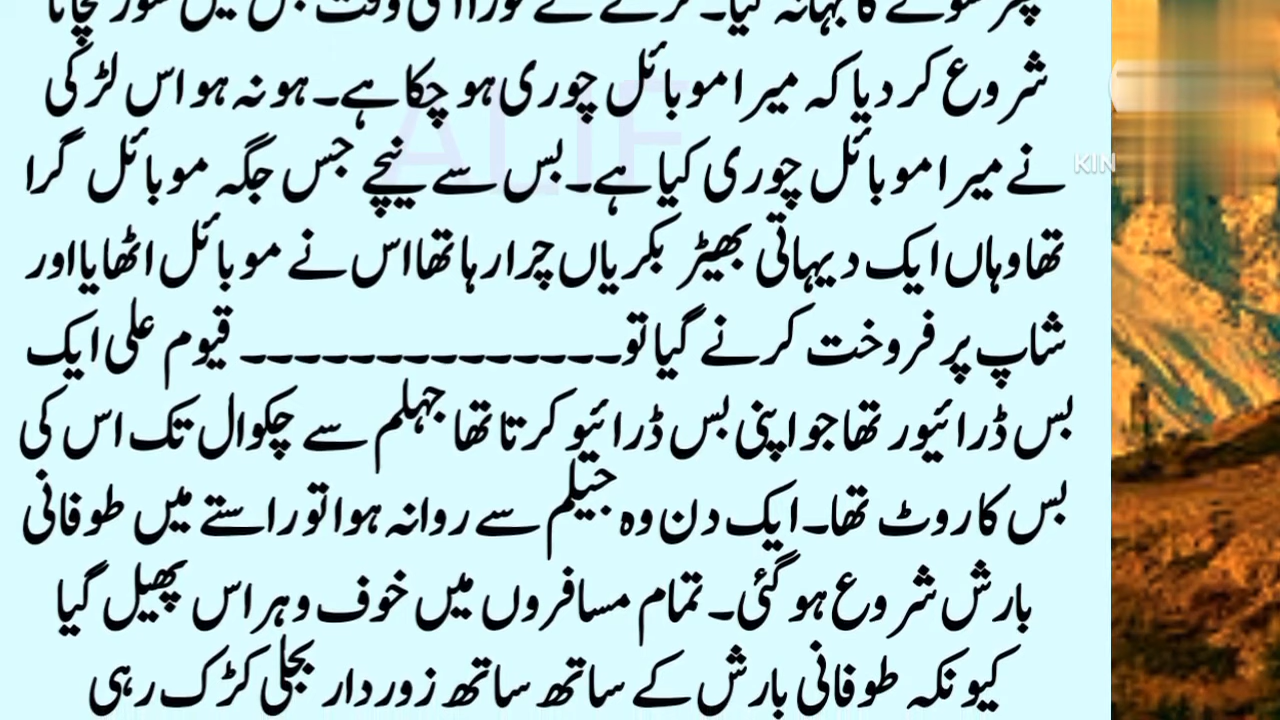 شروع کر دیا کہ میرا موبائل چوری ہو چکا ہے۔ ہو نہ ہو اس لڑکی
نے میرا موبائل چوری کیا ہے۔ بس سے نیچے جس جگہ موبائل گرا
تھا وہاں ایک دیہاتی بھیڑ بکریاں چرا رہا تھا اس نے موبائل اٹھایا اور
شاپ پر فروخت کرنے گیا تو۔۔۔۔۔۔۔۔۔۔۔۔۔۔ قیوم علی ایک
بس ڈرائیور تھا جو اپنی بس ڈرائیو کرتا تھا جہلم سے چکوال تک اس کی
بس کا روٹ تھا۔ ایک دن وہ جیلم سے روانہ ہوا تو راستے میں طوفانی
بارش شروع ہو گئی۔ تمام مسافروں میں خوف و ہراس پھیل گیا
کیونکہ طوفانی بارش کے ساتھ ساتھ زوردار بجلی کڑک رہی
KIN
ALIF